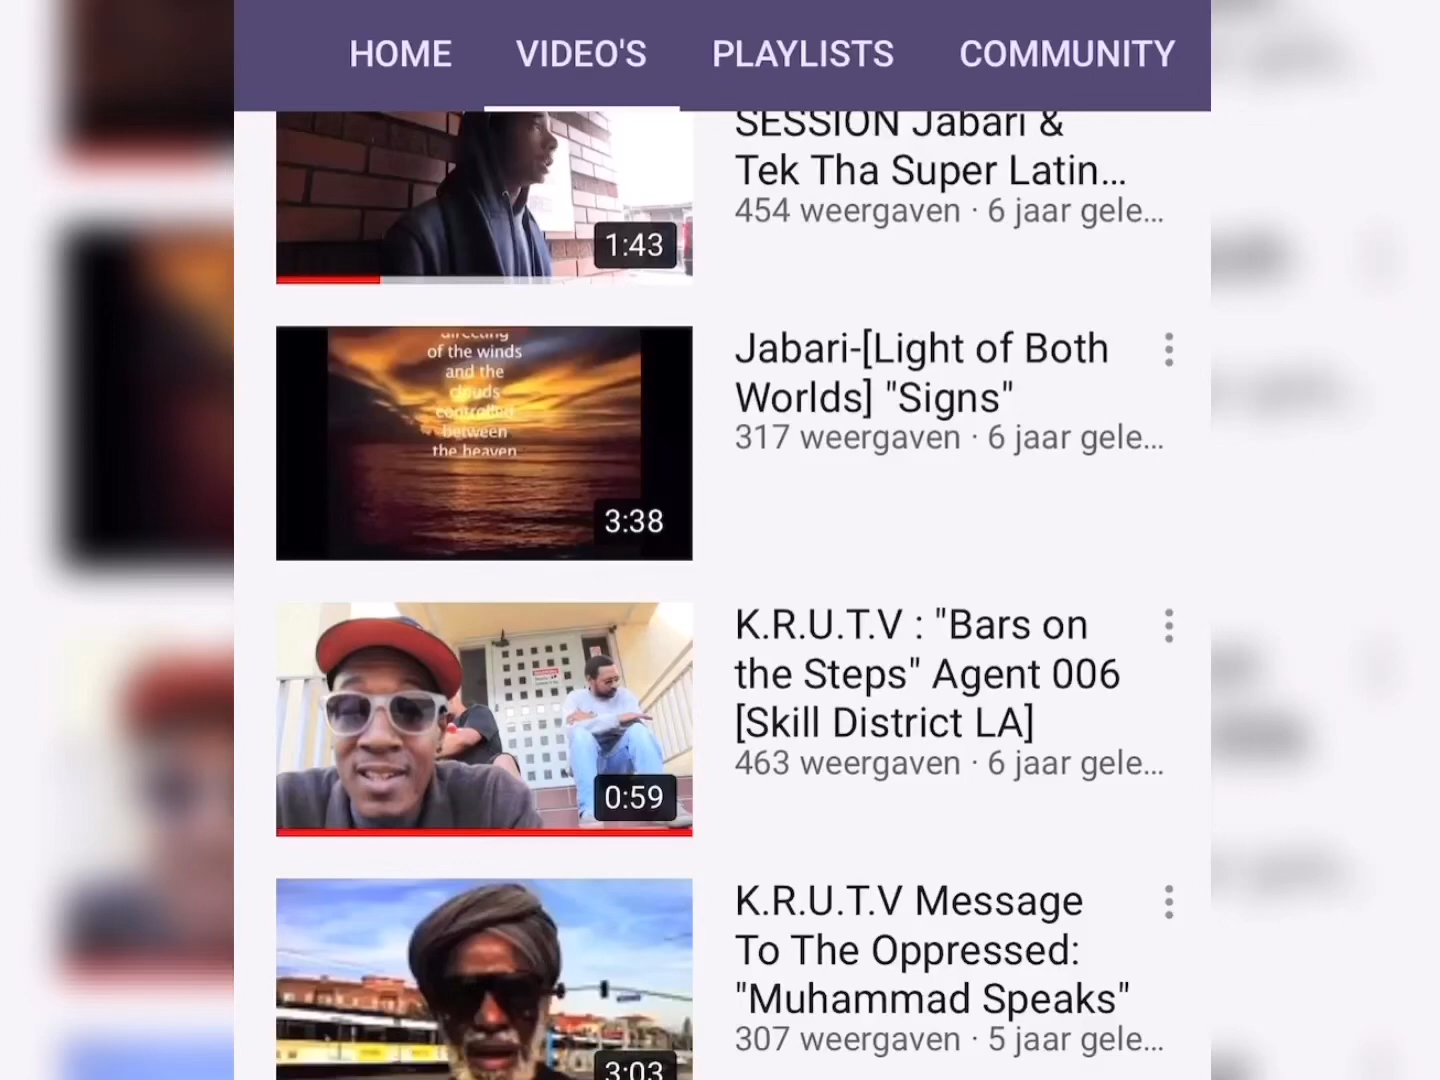 HOME VIDEO'S PLAYLISTS COMMUNITY
SESSION Jabari &
Tek Tha Super Latin...
454 weergaven · 6 jaar gele...
1:43
directing
of the winds
and the
clouds
controlled
between
the heaven
3:38
Jabari-[Light of Both
Worlds] "Signs"
317 weergaven · 6 jaar gele...
0:59
K.R.U.T.V : "Bars on
the Steps" Agent 006
[Skill District LA]
463 weergaven · 6 jaar gele...
3:03
K.R.U.T.V Message
To The Oppressed:
"Muhammad Speaks"
307 weergaven · 5 jaar gele...